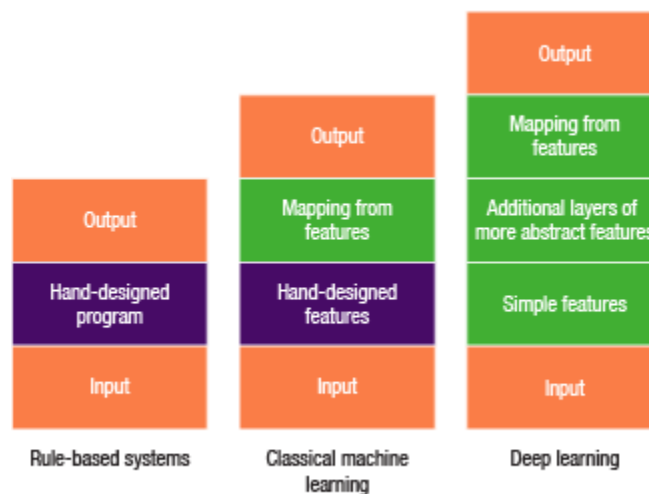 Output
Hand-designed
program
Input
Rule-based systems
Output
Mapping from
features
Hand-designed
features
Input
Classical machine
learning
Output
Mapping from
features
Additional layers of
more abstract features
Simple features
Input
Deep learning